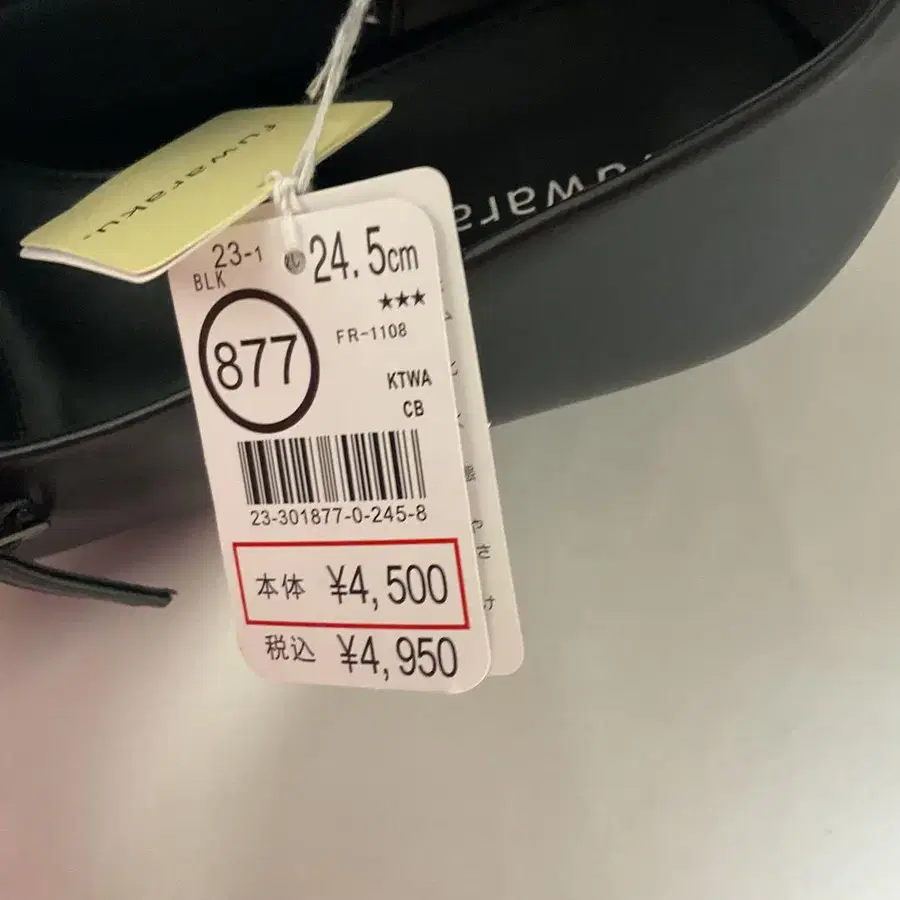 fuwaraku.
fuwara
23-1
24.5cm
BLK
★★★
877
FR-1108
KTWA
CB
23-301877-0-245-8
本体 ¥4,500
税込 ¥4,950